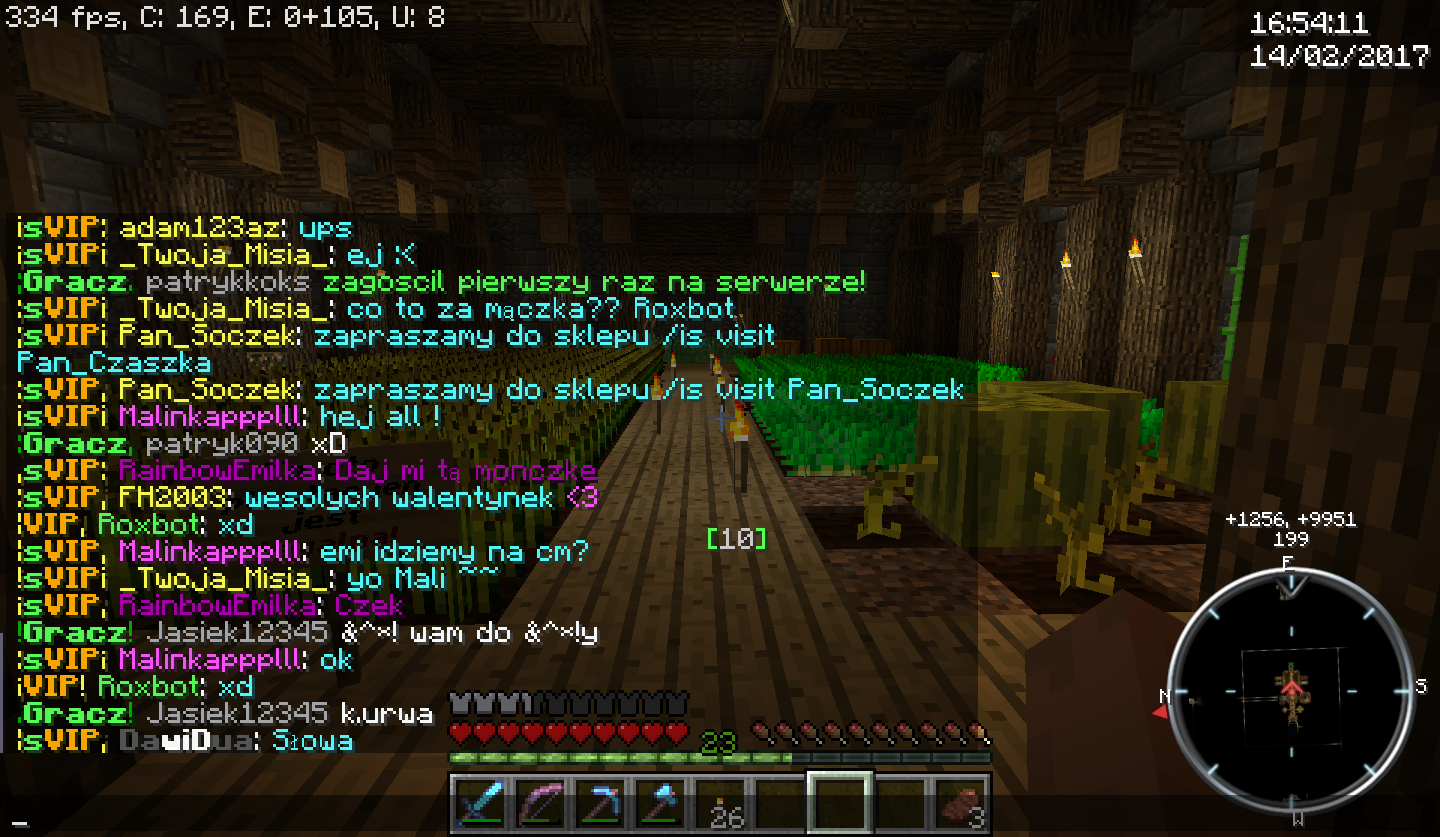 334 fps, C: 169, E: 0+105, U: 8
16:54:11
14/02/2017
isVIP¦ adam123az: ups
isVIPi _Twoja_Misia_: ej :(
Gracz patrykkoks zagoscil pierwszy raz na serwerze!
isVIPi _Twoja_Misia_: co to za mączka?? Roxbot
isVIPi Pan_Soczek: zapraszamy do sklepu /is visit
Pan_Czaszka
isVIP, Pan_Soczek: zapraszamy do sklepu /is visit Pan_Soczek
isVIPi Malinkappplll: hej all !
Gracz, patryk090 xD
isVIP, RainbowEmilka: Daji mi tą monczke
isVIP, FH2003: wesolych walentynek <3
VIP, Roxbot: xd
isVIP, Malinkappplll: emi idziemy na cm?
isVIPi _Twoja_Misia_: yo Mali ~~
isVIP, RainbowEmilka: Czek
Gracz! Jasiek12345 &^*! wam do &^*!y
isVIPi Malinkappplll: ok
iVIP! Roxbot: xd
Gracz! Jasiek12345 k.urwa
isVIP, DawiDua: Słowa
jest
[10]
+1256, +9951
199
E
N
S
W
23
26
3
_